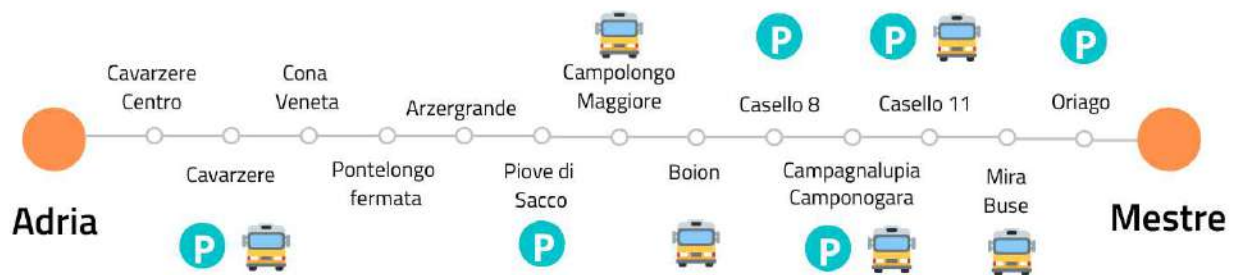 P
P
P
Cavarzere
Centro
Cona
Veneta
Arzergrande
Campolongo
Maggiore
Casello 8
Casello 11
Oriago
Cavarzere
Pontelongo
fermata
Piove di
Sacco
Boion
Campagnalupia
Camponogara
Mira
Buse
Adria
Mestre
P
P
P